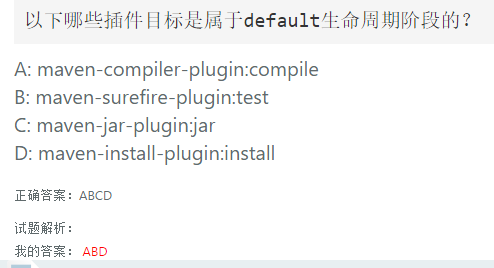 以下哪些插件目标是属于default生命周期阶段的？
A: maven-compiler-plugin:compile
B: maven-surefire-plugin:test
C: maven-jar-plugin:jar
D: maven-install-plugin:install
正确答案：ABCD
试题解析：
我的答案： ABD